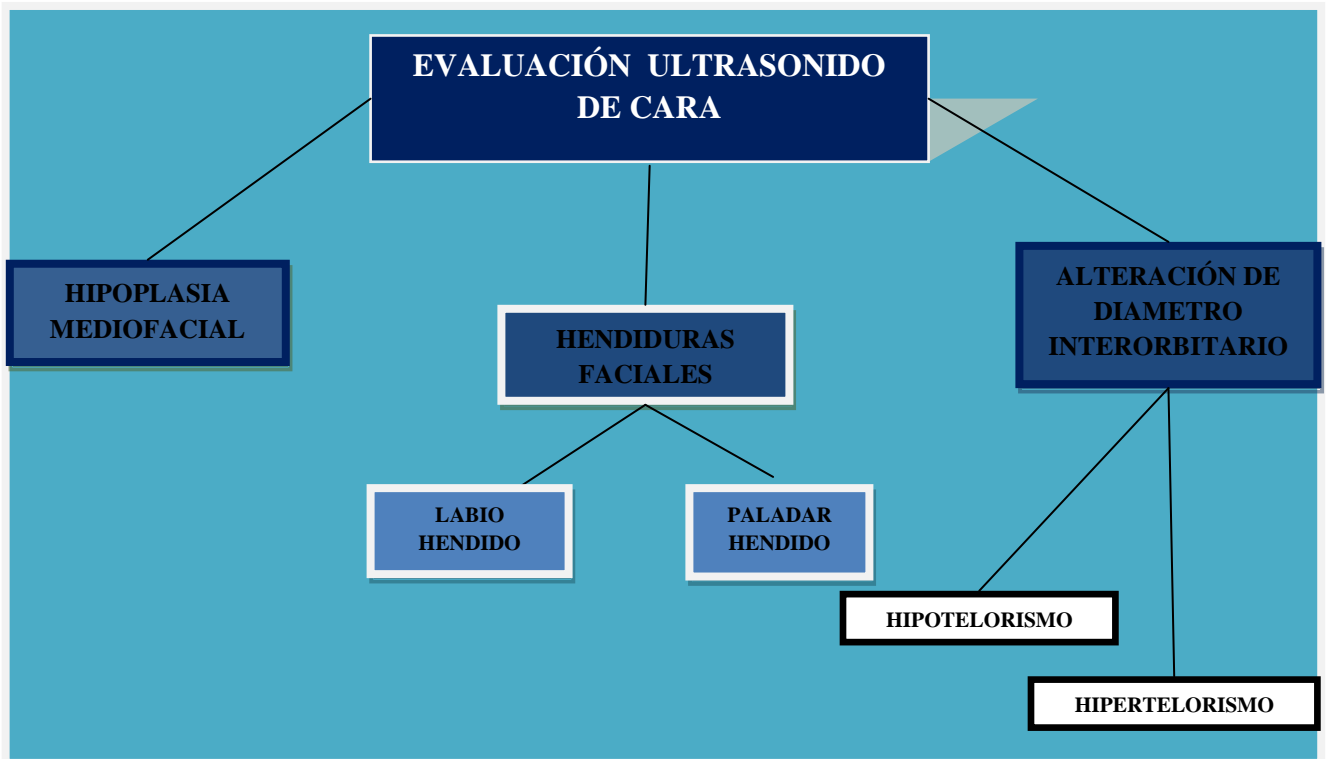 EVALUACIÓN ULTRASONIDO
DE CARA
HIPOPLASIA
MEDIOFACIAL
HENDIDURAS
FACIALES
ALTERACIÓN DE
DIAMETRO
INTERORBITARIO
LABIO
HENDIDO
PALADAR
HENDIDO
HIPOTELORISMO
HIPERTELORISMO